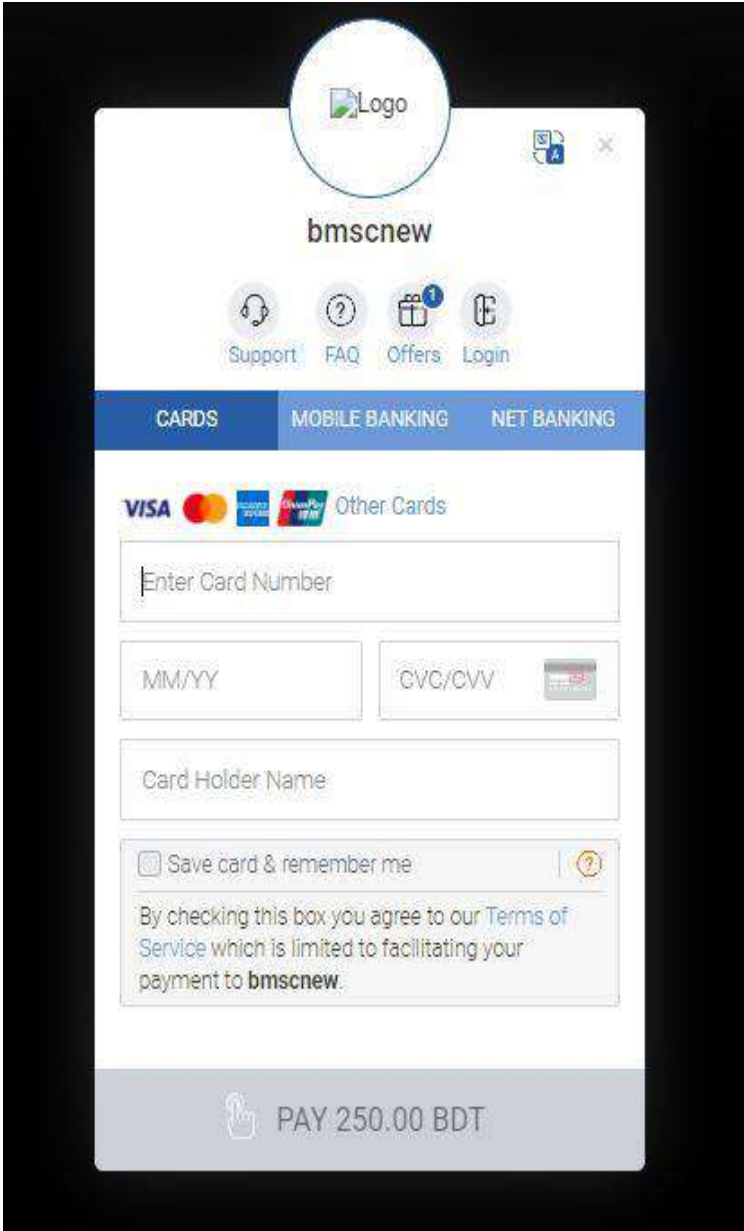 Logo
bmscnew
1
Support FAQ Offers Login
CARDS MOBILE BANKING NET BANKING
VISA Other Cards
Enter Card Number
MM/YY CVC/CVV
Card Holder Name
Save card & remember me ?
By checking this box you agree to our Terms of
Service which is limited to facilitating your
payment to bmscnew.
PAY 250.00 BDT